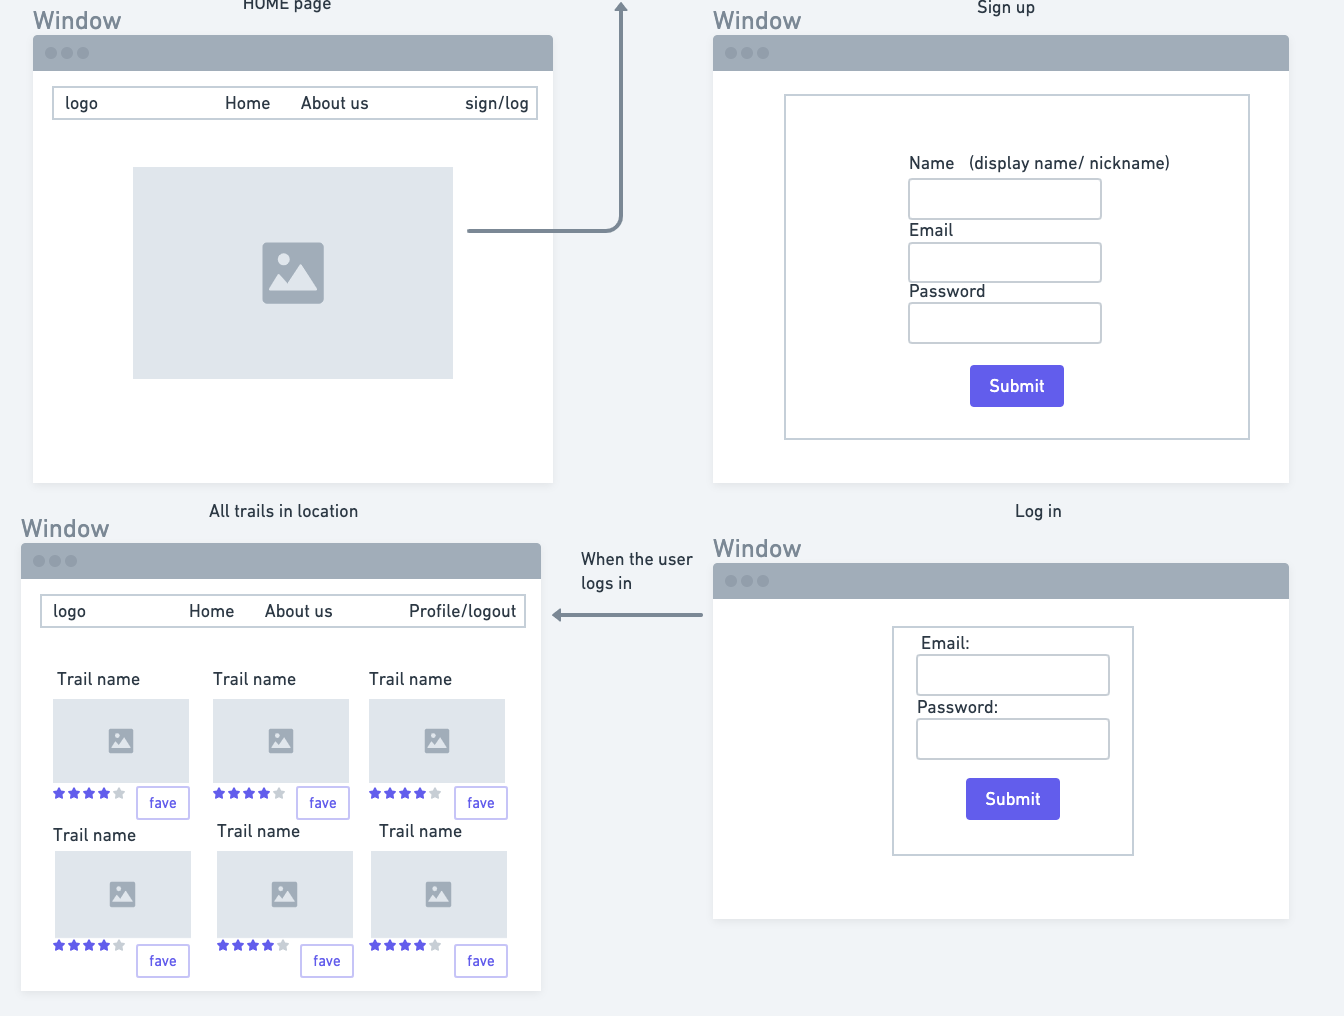 HOME page
Window
logo Home About us sign/log
Sign up
Window
Name (display name/ nickname)
Email
Password
Submit
All trails in location
Window
logo Home About us Profile/logout
Trail name Trail name Trail name
fave fave fave
Trail name Trail name Trail name
fave fave fave
When the user
logs in
Log in
Window
Email:
Password:
Submit